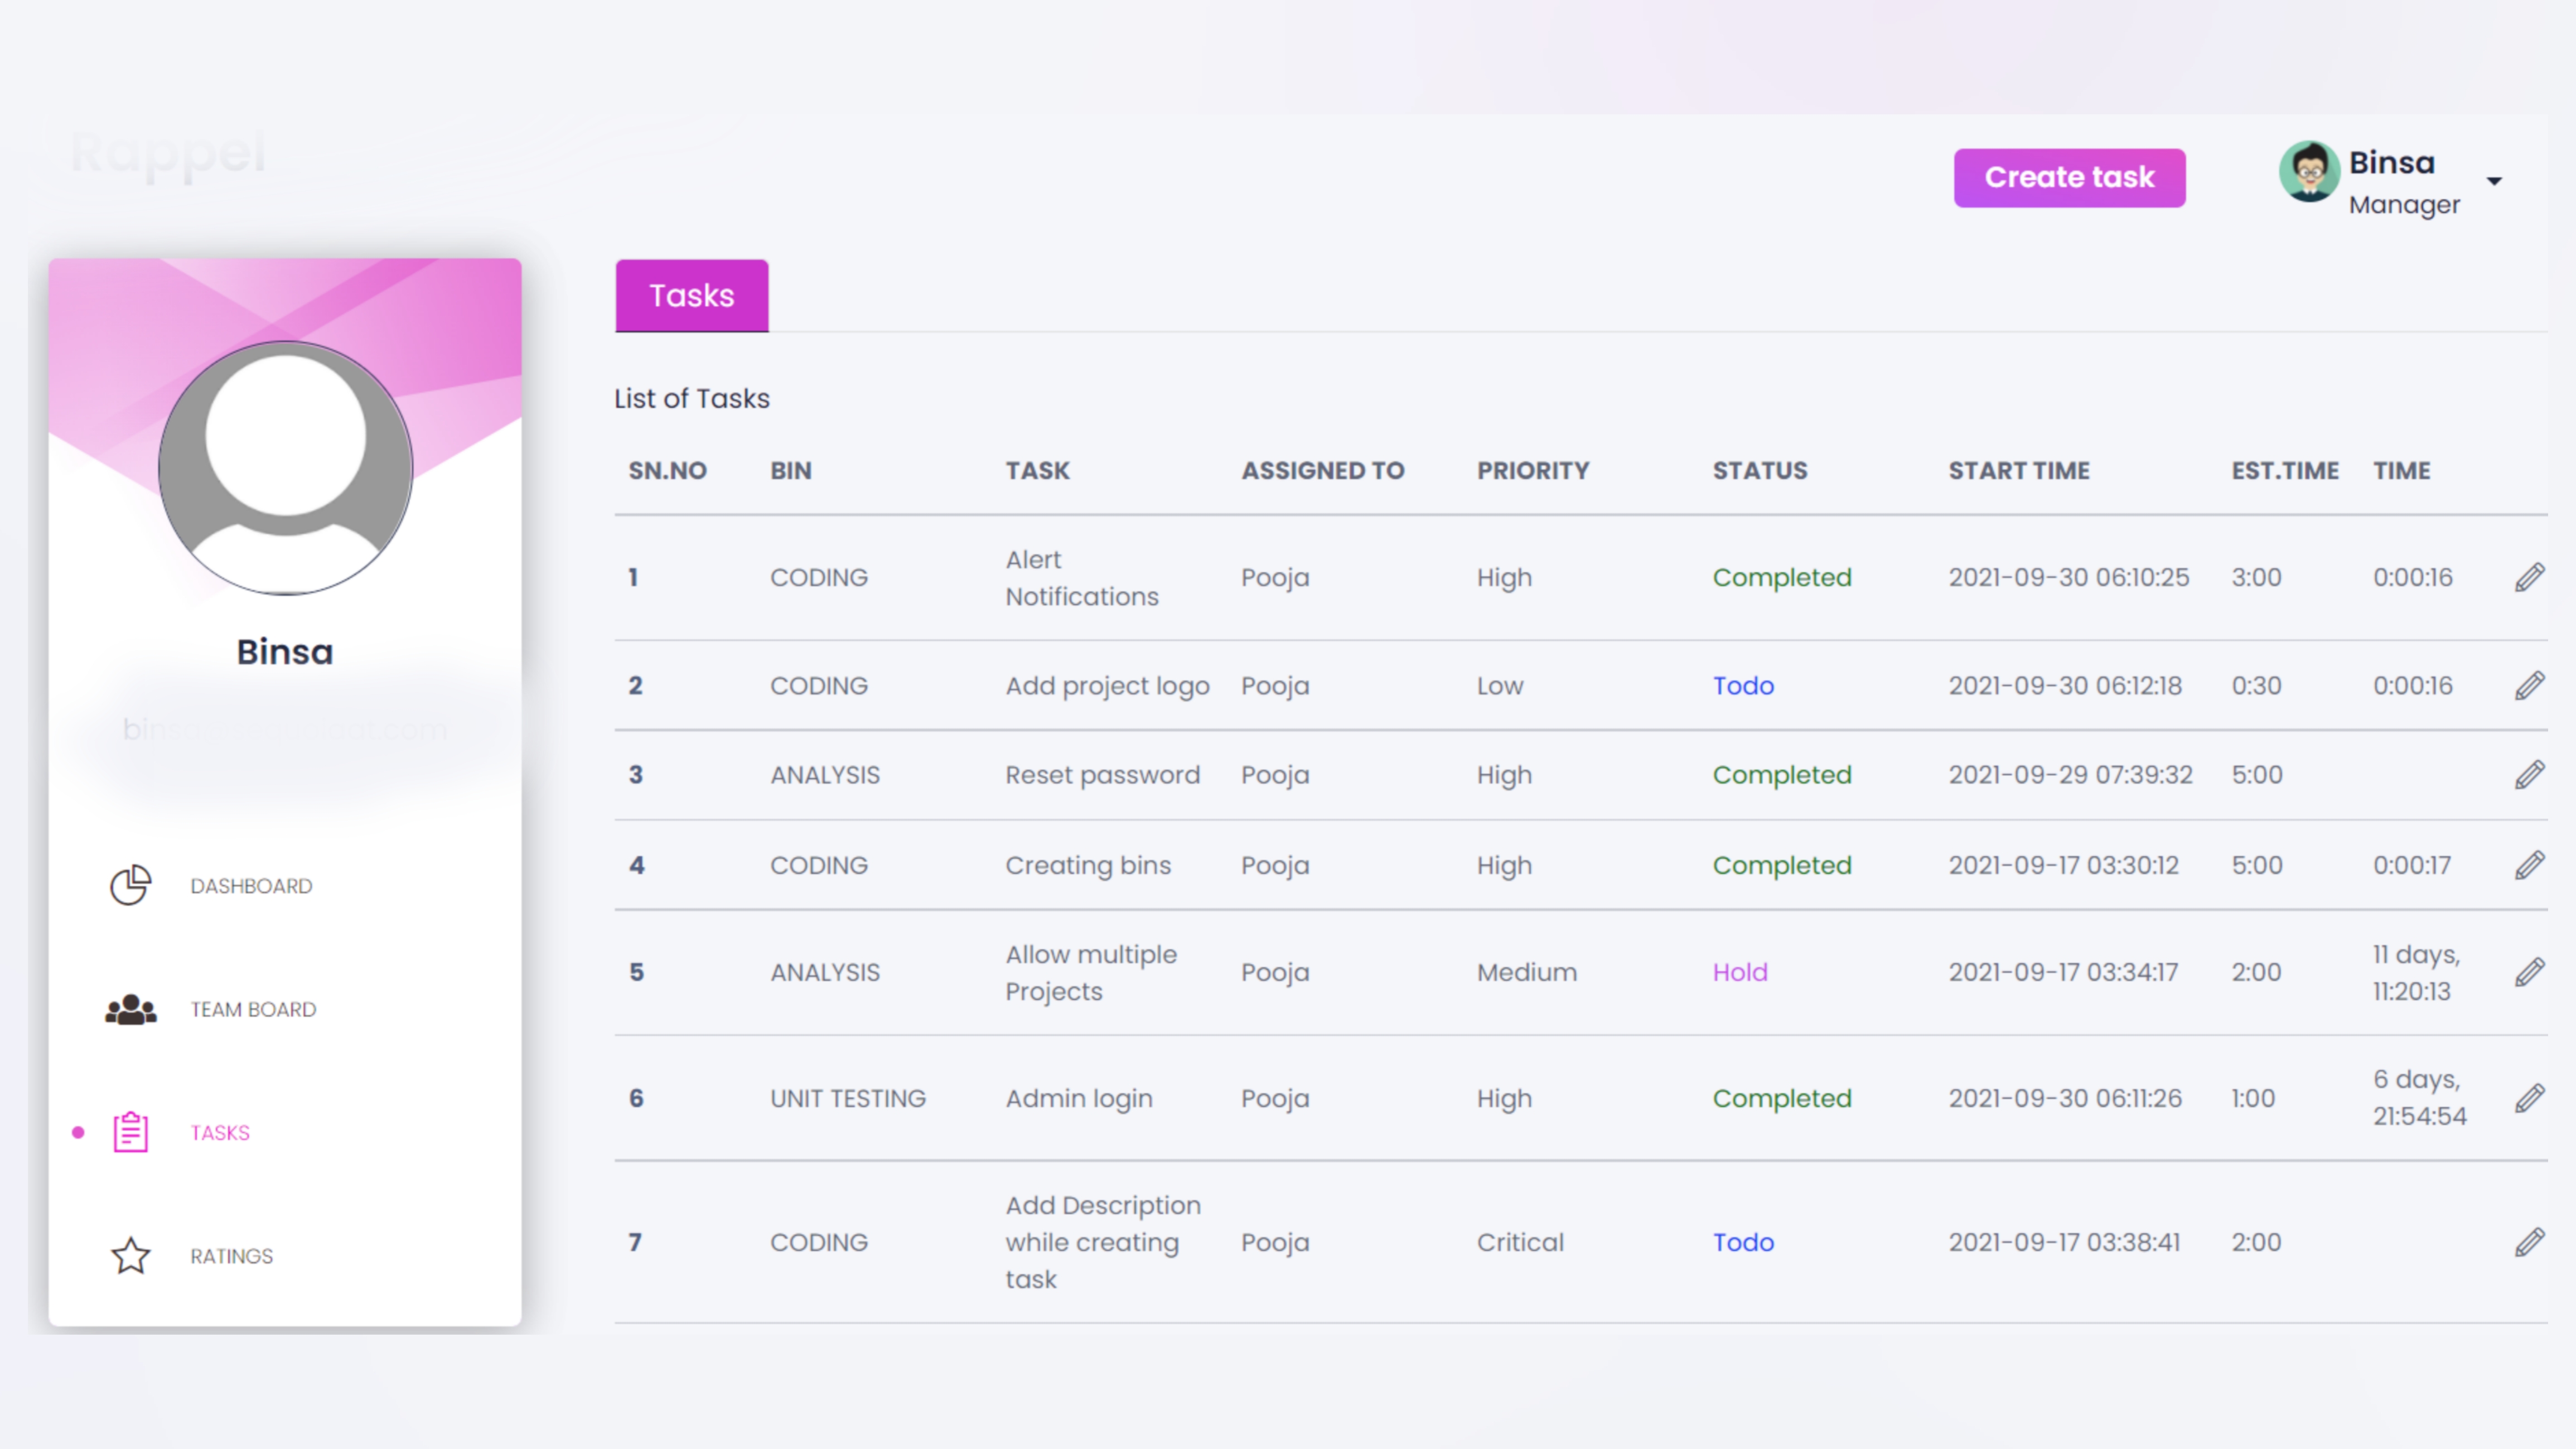 Rappel
Create task
Binsa
Manager
Binsa
DASHBOARD
TEAM BOARD
TASKS
RATINGS
Tasks
List of Tasks
SN.NO BIN TASK ASSIGNED TO PRIORITY STATUS START TIME EST.TIME TIME
1 CODING Alert Notifications Pooja High Completed 2021-09-30 06:10:25 3:00 0:00:16
2 CODING Add project logo Pooja Low Todo 2021-09-30 06:12:18 0:30 0:00:16
3 ANALYSIS Reset password Pooja High Completed 2021-09-29 07:39:32 5:00
4 CODING Creating bins Pooja High Completed 2021-09-17 03:30:12 5:00 0:00:17
5 ANALYSIS Allow multiple Projects Pooja Medium Hold 2021-09-17 03:34:17 2:00 11 days, 11:20:13
6 UNIT TESTING Admin login Pooja High Completed 2021-09-30 06:11:26 1:00 6 days, 21:54:54
7 CODING Add Description while creating task Pooja Critical Todo 2021-09-17 03:38:41 2:00